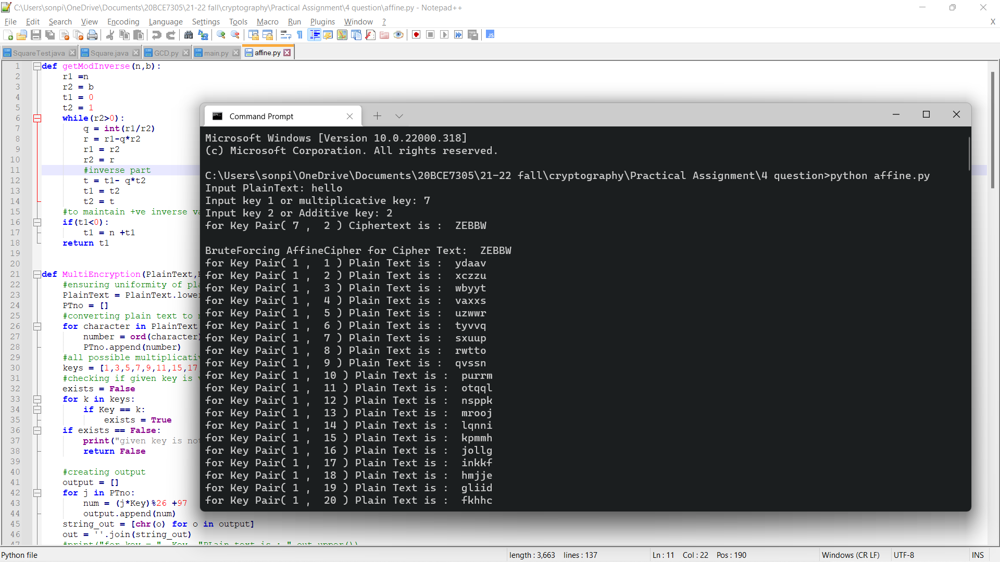 C:\Users\sonpi\OneDrive\Documents\20BCE7305\21-22 fall\cryptography\Practical Assignment\4 question\affine.py - Notepad++
File Edit Search View Encoding Language Settings Tools Macro Run Plugins Window ? X
SquareTest.java Square.java GCD.py main.py affine.py
1 def getModInverse(n,b):
2 r1 =n
3 r2 = b
4 t1 = 0
5 t2 = 1
6 while(r2>0):
7 q = int(r1/r2)
8 r = r1-q*r2
9 r1 = r2
10 r2 = r
11 #inverse part
12 t = t1- q*t2
13 t1 = t2
14 t2 = t
15 #to maintain +ve inverse va
16 if(t1<0):
17 t1 = n +t1
18 return t1
19
20
21 def MultiEncryption(PlainText,
22 #ensuring uniformity of pla
23 PlainText = PlainText.lowe
24 PTno = []
25 #converting plain text to
26 for character in PlainText
27 number = ord(character)
28 PTno.append(number)
29 #all possible multiplicativ
30 keys = [1,3,5,7,9,11,15,17
31 #checking if given key is
32 exists = False
33 for k in keys:
34 if Key == k:
35 exists = True
36 if exists == False:
37 print("given key is not
38 return False
39
40 #creating output
41 output = []
42 for j in PTno:
43 num = (j*Key)%26 +97
44 output.append(num)
45 string_out = [chr(o) for o in output]
46 out = ''.join(string_out)
47 #print("for key = ", Key, "PLain text is : ",out.upper())
Command Prompt
Microsoft Windows [Version 10.0.22000.318]
(c) Microsoft Corporation. All rights reserved.
C:\Users\sonpi\OneDrive\Documents\20BCE7305\21-22 fall\cryptography\Practical Assignment\4 question>python affine.py
Input PlainText: hello
Input key 1 or multiplicative key: 7
Input key 2 or Additive key: 2
for Key Pair( 7 , 2 ) Ciphertext is : ZEBBW
BruteForcing AffineCipher for Cipher Text: ZEBBW
for Key Pair( 1 , 1 ) Plain Text is : ydaav
for Key Pair( 1 , 2 ) Plain Text is : xczzu
for Key Pair( 1 , 3 ) Plain Text is : wbyyt
for Key Pair( 1 , 4 ) Plain Text is : vaxxs
for Key Pair( 1 , 5 ) Plain Text is : uzwwr
for Key Pair( 1 , 6 ) Plain Text is : tyvvq
for Key Pair( 1 , 7 ) Plain Text is : sxuup
for Key Pair( 1 , 8 ) Plain Text is : rwtto
for Key Pair( 1 , 9 ) Plain Text is : qvssn
for Key Pair( 1 , 10 ) Plain Text is : purrm
for Key Pair( 1 , 11 ) Plain Text is : otqql
for Key Pair( 1 , 12 ) Plain Text is : nsppk
for Key Pair( 1 , 13 ) Plain Text is : mrooj
for Key Pair( 1 , 14 ) Plain Text is : lqnni
for Key Pair( 1 , 15 ) Plain Text is : kpmmh
for Key Pair( 1 , 16 ) Plain Text is : jollg
for Key Pair( 1 , 17 ) Plain Text is : inkkf
for Key Pair( 1 , 18 ) Plain Text is : hmjje
for Key Pair( 1 , 19 ) Plain Text is : gliid
for Key Pair( 1 , 20 ) Plain Text is : fkhhc
Python file length : 3,663 lines : 137 Ln : 11 Col : 22 Pos : 190 Windows (CR LF) UTF-8 INS